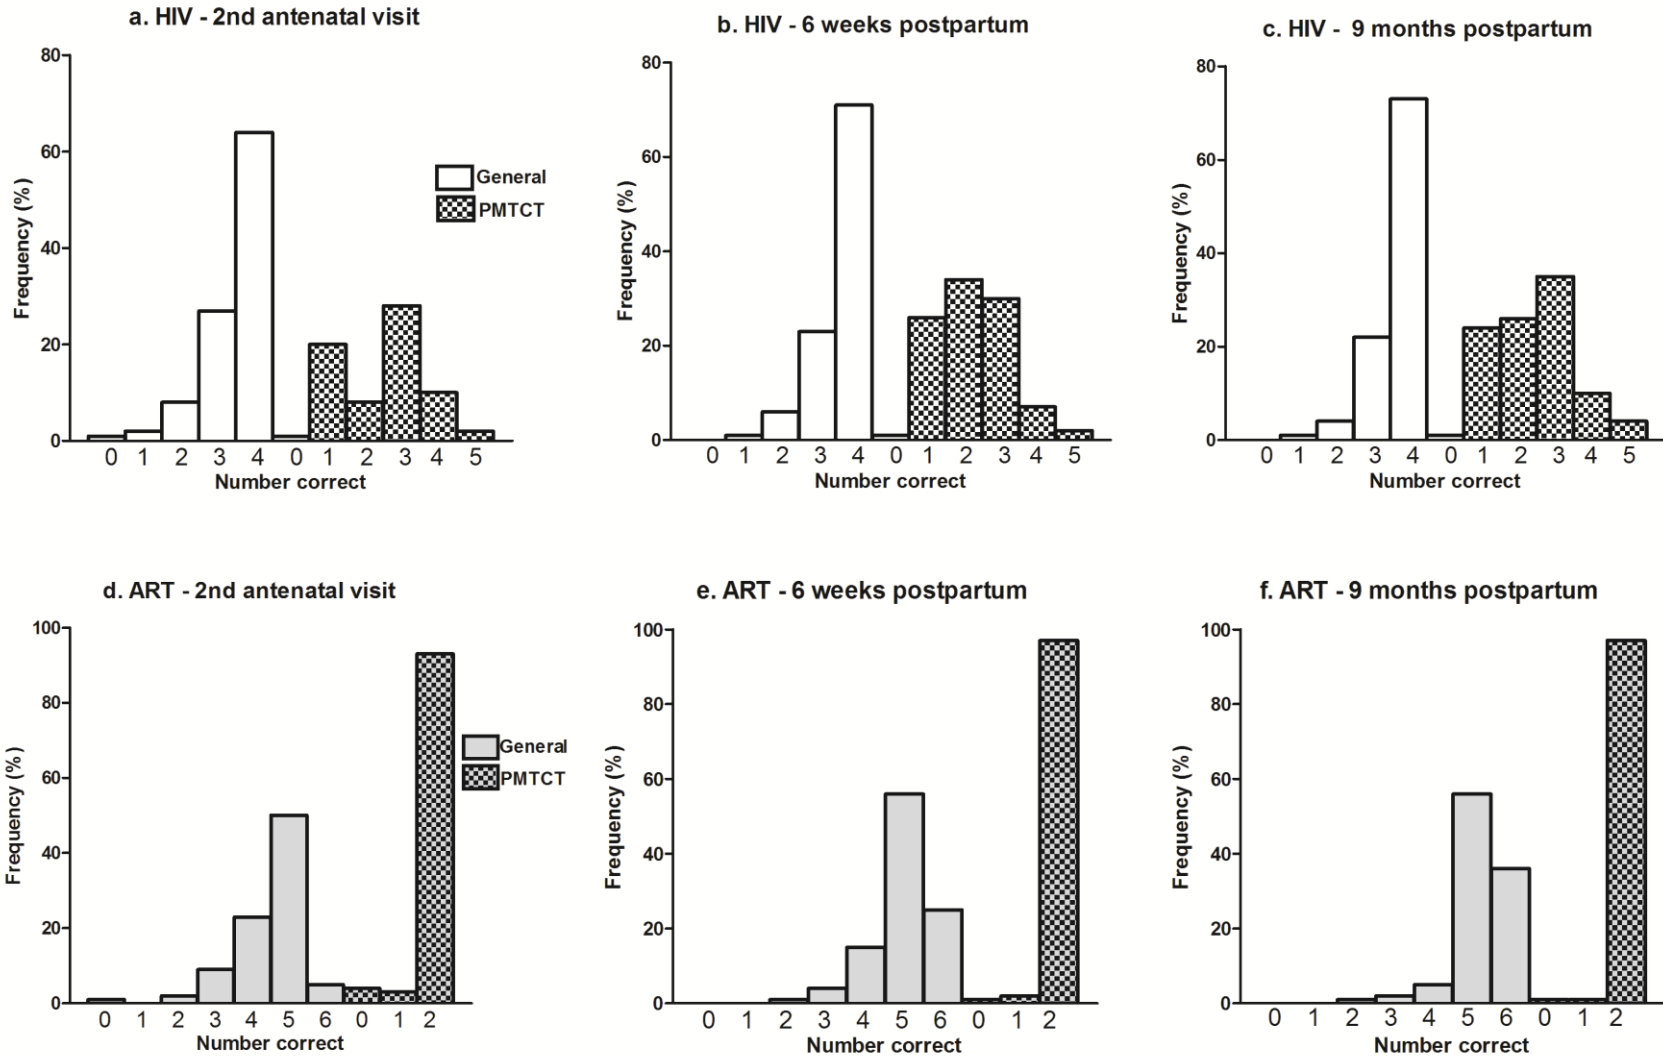 a. HIV - 2nd antenatal visit
80
60
40
20
0
Frequency (%)
0 1 2 3 4 0 1 2 3 4 5
Number correct
General
PMTCT
b. HIV - 6 weeks postpartum
80
60
40
20
0
Frequency (%)
0 1 2 3 4 0 1 2 3 4 5
Number correct
c. HIV - 9 months postpartum
80
60
40
20
0
Frequency (%)
0 1 2 3 4 0 1 2 3 4 5
Number correct
d. ART - 2nd antenatal visit
100
80
60
40
20
0
Frequency (%)
0 1 2 3 4 5 6 0 1 2
Number correct
General
PMTCT
e. ART - 6 weeks postpartum
100
80
60
40
20
0
Frequency (%)
0 1 2 3 4 5 6 0 1 2
Number correct
f. ART - 9 months postpartum
100
80
60
40
20
0
Frequency (%)
0 1 2 3 4 5 6 0 1 2
Number correct